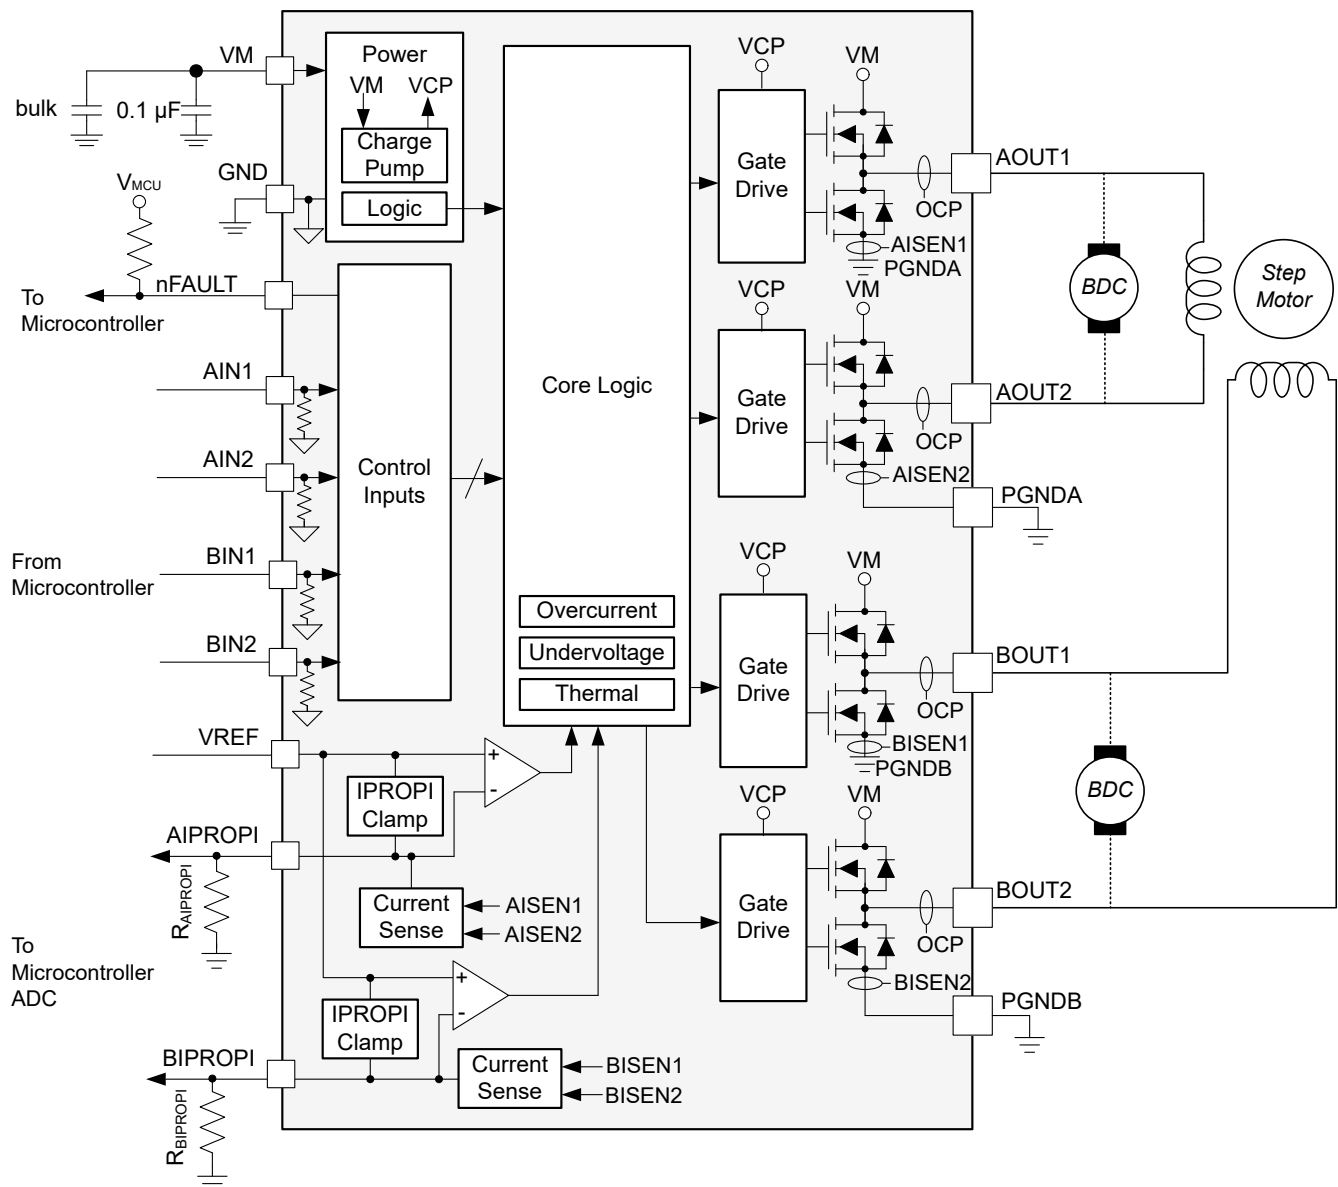 VM
bulk
0.1 µF
GND
VMCU
nFAULT
To
Microcontroller
AIN1
AIN2
From
Microcontroller
BIN1
BIN2
VREF
AIPROPI
RAIPROPI
To
Microcontroller
ADC
BIPROPI
RBIPROPI
Power
VM
VCP
Charge
Pump
Logic
Control
Inputs
Core Logic
Overcurrent
Undervoltage
Thermal
+
-
IPROPI
Clamp
Current
Sense
AISEN1
AISEN2
+
-
IPROPI
Clamp
Current
Sense
BISEN1
BISEN2
VCP
VM
Gate
Drive
OCP
AISEN1
PGNDA
AOUT1
VCP
VM
Gate
Drive
OCP
AISEN2
AOUT2
PGNDA
VCP
VM
Gate
Drive
OCP
BISEN1
PGNDB
BOUT1
VCP
VM
Gate
Drive
OCP
BISEN2
BOUT2
PGNDB
BDC
Step
Motor
BDC